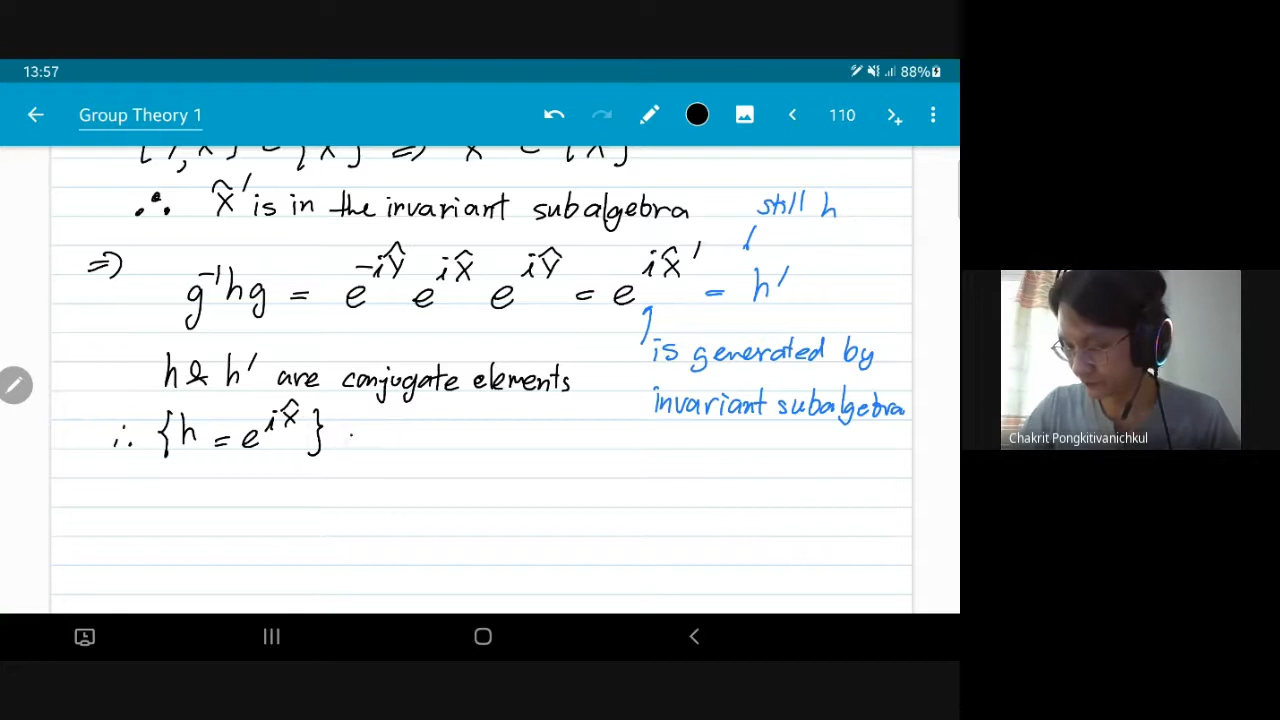 13:57
88%
Group Theory 1
110
∴ X̂' is in the invariant subalgebra
still h
⇒ g⁻¹hg = e^{-iŶ} e^{iX̂} e^{iŶ} = e^{iX̂'} = h'
is generated by
invariant subalgebra
h & h' are conjugate elements
∴ {h = e^{iX̂}}
Chakrit Pongkitivanichkul